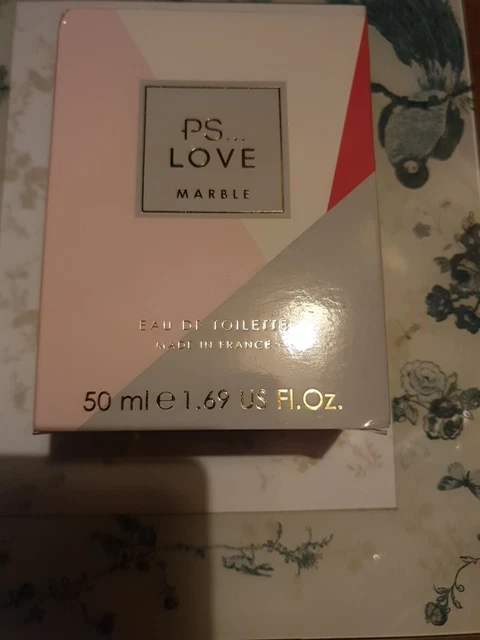 PS...
LOVE
MARBLE
EAU DE TOILETTE
MADE IN FRANCE
50 ml e 1.69 US Fl.Oz.